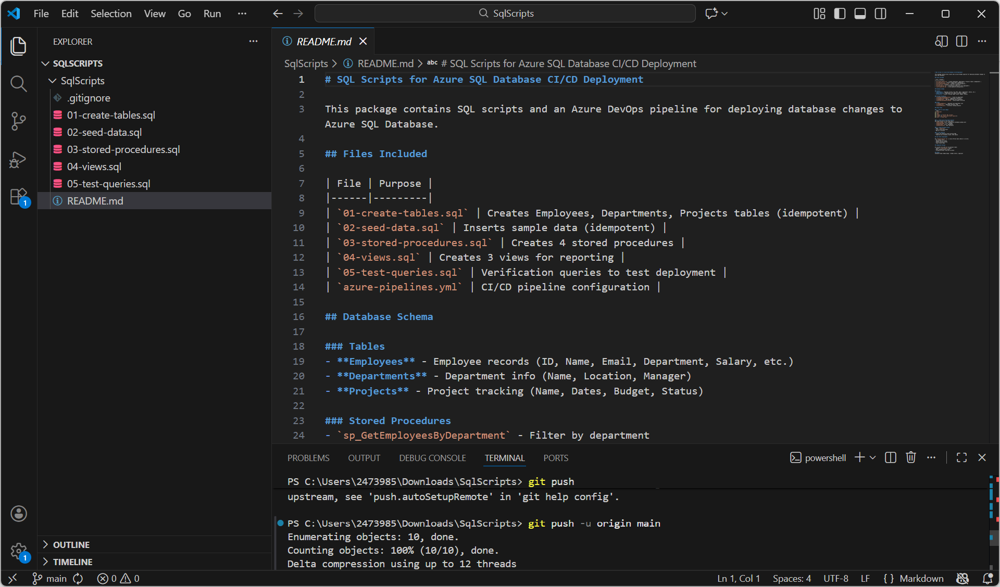 File Edit Selection View Go Run ··· SqlScripts
EXPLORER ···
SQLSCRIPTS
SqlScripts
.gitignore
01-create-tables.sql
02-seed-data.sql
03-stored-procedures.sql
04-views.sql
05-test-queries.sql
README.md
1
OUTLINE
TIMELINE
1
README.md
SqlScripts > README.md > abc # SQL Scripts for Azure SQL Database CI/CD Deployment
1 # SQL Scripts for Azure SQL Database CI/CD Deployment
2
3 This package contains SQL scripts and an Azure DevOps pipeline for deploying database changes to
Azure SQL Database.
4
5 ## Files Included
6
7 | File | Purpose |
8 |------|---------|
9 | `01-create-tables.sql` | Creates Employees, Departments, Projects tables (idempotent) |
10 | `02-seed-data.sql` | Inserts sample data (idempotent) |
11 | `03-stored-procedures.sql` | Creates 4 stored procedures |
12 | `04-views.sql` | Creates 3 views for reporting |
13 | `05-test-queries.sql` | Verification queries to test deployment |
14 | `azure-pipelines.yml` | CI/CD pipeline configuration |
15
16 ## Database Schema
17
18 ### Tables
19 - **Employees** - Employee records (ID, Name, Email, Department, Salary, etc.)
20 - **Departments** - Department info (Name, Location, Manager)
21 - **Projects** - Project tracking (Name, Dates, Budget, Status)
22
23 ### Stored Procedures
24 - `sp_GetEmployeesByDepartment` - Filter by department
PROBLEMS OUTPUT DEBUG CONSOLE TERMINAL PORTS powershell
PS C:\Users\2473985\Downloads\SqlScripts> git push
upstream, see 'push.autoSetupRemote' in 'git help config'.
PS C:\Users\2473985\Downloads\SqlScripts> git push -u origin main
Enumerating objects: 10, done.
Counting objects: 100% (10/10), done.
Delta compression using up to 12 threads
main 0 0 Ln 1, Col 1 Spaces: 4 UTF-8 LF { } Markdown